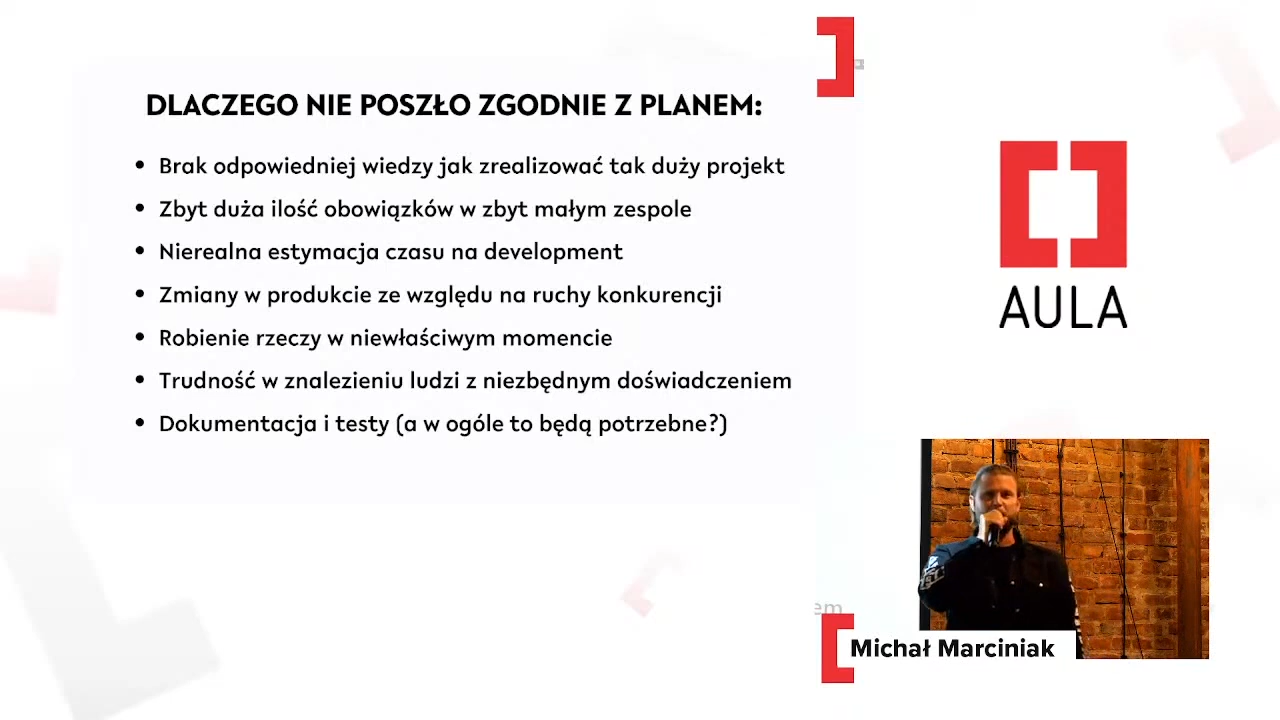 DLACZEGO NIE POSZŁO ZGODNIE Z PLANEM:
• Brak odpowiedniej wiedzy jak zrealizować tak duży projekt
• Zbyt duża ilość obowiązków w zbyt małym zespole
• Nierealna estymacja czasu na development
• Zmiany w produkcie ze względu na ruchy konkurencji
• Robienie rzeczy w niewłaściwym momencie
• Trudność w znalezieniu ludzi z niezbędnym doświadczeniem
• Dokumentacja i testy (a w ogóle to będą potrzebne?)
AULA
Michał Marciniak